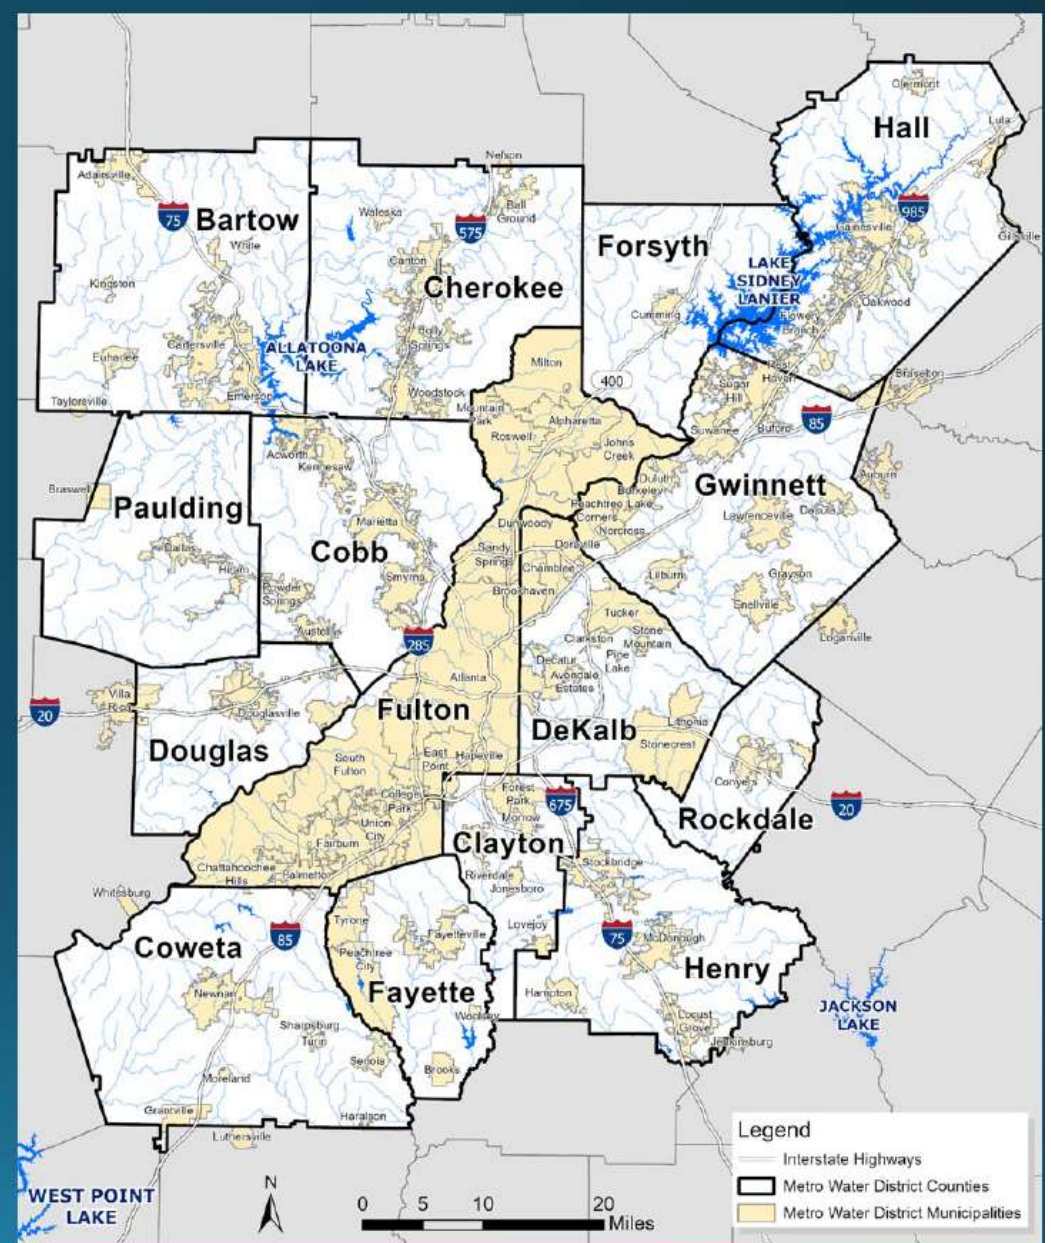 Clermont
Hall
Lula
Nelson
Adairsville
Ball
Ground
Waleska
985
75
Bartow
575
Gainesville
Gillsville
White
Forsyth
Canton
LAKE
SIDNEY
LANIER
Kingston
Cherokee
Oakwood
Cumming
Flowery
Branch
Holly
Springs
Cartersville
ALLATOONA
LAKE
Euharlee
Milton
Rest
Haven
Braselton
400
Sugar
Hill
Emerson
Woodstock
Taylorsville
Mountain
Park
Alpharetta
85
Suwanee
Buford
Roswell
Johns
Creek
Acworth
Kennesaw
Auburn
Duluth
Berkeley
Lake
Gwinnett
Braswell
Paulding
Peachtree
Corners
Dacula
Lawrenceville
Marietta
Dunwoody
Norcross
Dallas
Cobb
Sandy
Springs
Doraville
Hiram
Chamblee
Smyrna
Lilburn
Grayson
Powder
Springs
Brookhaven
Snellville
Tucker
Austell
285
Clarkston
Stone
Mountain
Loganville
Decatur
Pine
Lake
Avondale
Estates
Atlanta
Villa
Rica
20
Fulton
Douglasville
Lithonia
DeKalb
Stonecrest
Douglas
East
Point
Hapeville
South
Fulton
Conyers
College
Park
Forest
Park
675
20
Morrow
Rockdale
Union
City
Fairburn
Clayton
Stockbridge
Chattahoochee
Hills
Palmetto
Riverdale
Jonesboro
Whitesburg
Tyrone
Lovejoy
Coweta
85
Fayetteville
75
McDonough
Peachtree
City
Henry
Newnan
Fayette
Hampton
JACKSON
LAKE
Woolsey
Sharpsburg
Turin
Locust
Grove
Jenkinsburg
Senoia
Brooks
Moreland
Grantville
Haralson
Luthersville
Legend
Interstate Highways
Metro Water District Counties
Metro Water District Municipalities
WEST POINT
LAKE
N
0 5 10 20
Miles